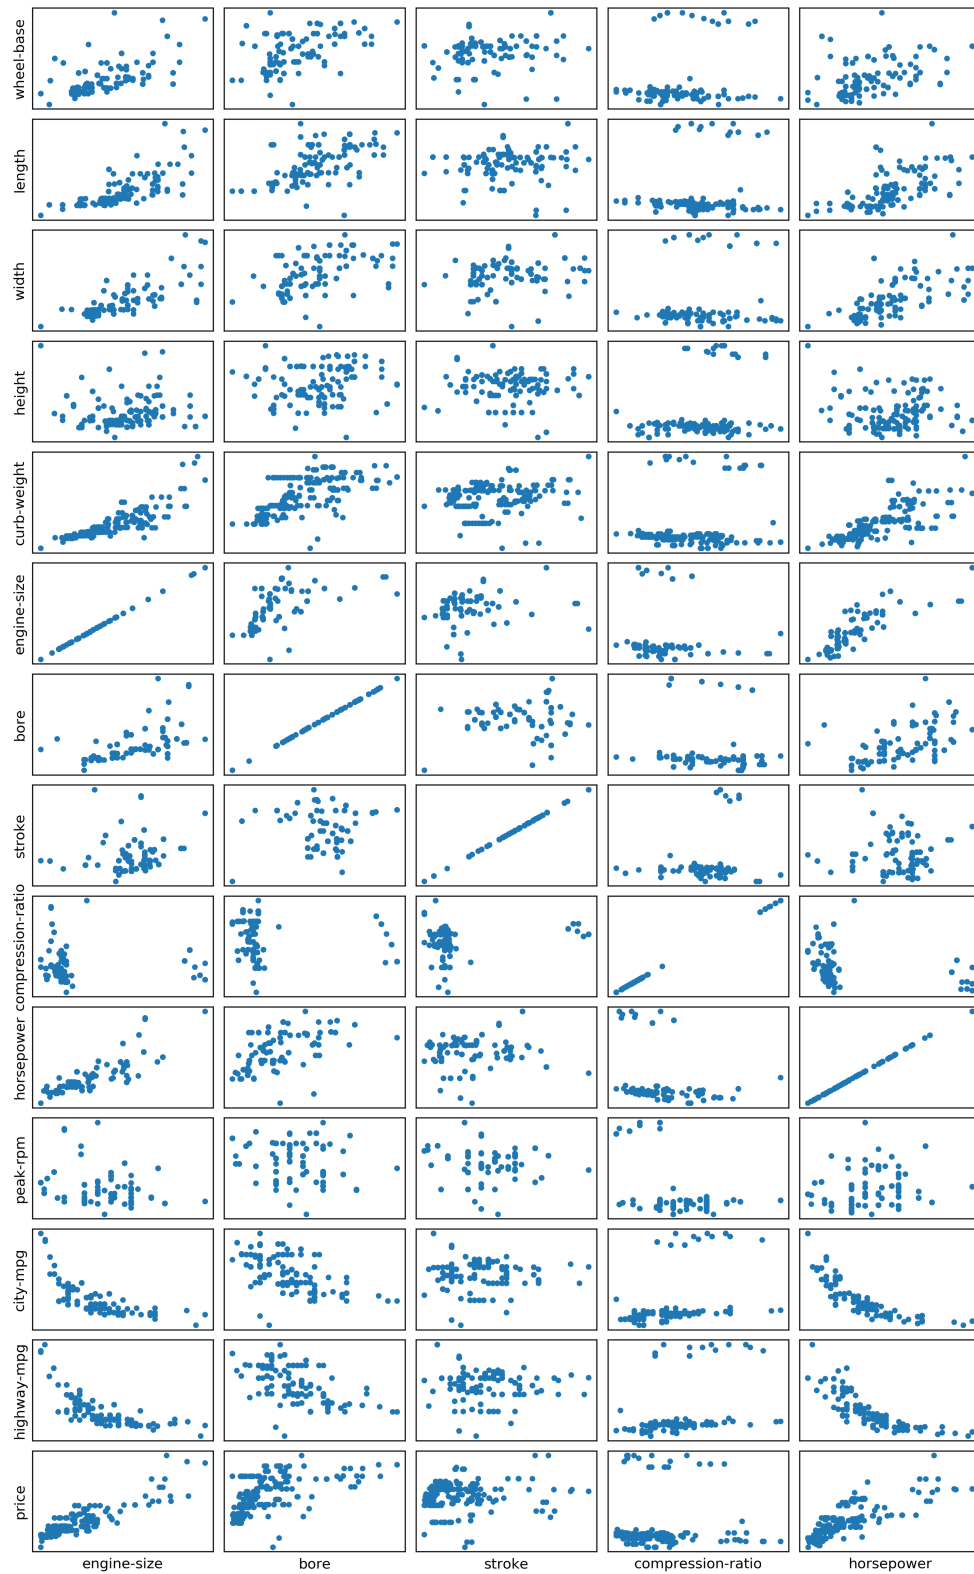 wheel-base
length
width
height
curb-weight
engine-size
bore
stroke
compression-ratio
horsepower
peak-rpm
city-mpg
highway-mpg
price
engine-size bore stroke compression-ratio horsepower